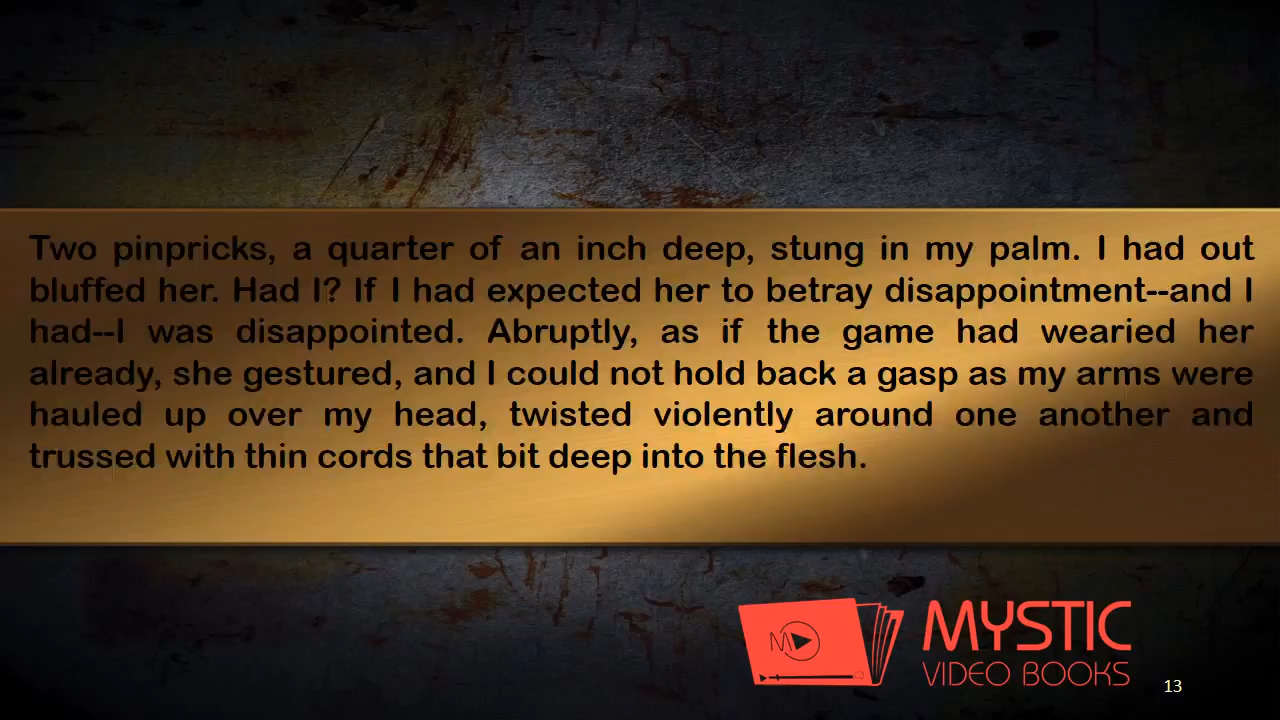 Two pinpricks, a quarter of an inch deep, stung in my palm. I had out
bluffed her. Had I? If I had expected her to betray disappointment--and I
had--I was disappointed. Abruptly, as if the game had wearied her
already, she gestured, and I could not hold back a gasp as my arms were
hauled up over my head, twisted violently around one another and
trussed with thin cords that bit deep into the flesh.
M
MYSTIC
VIDEO BOOKS
13